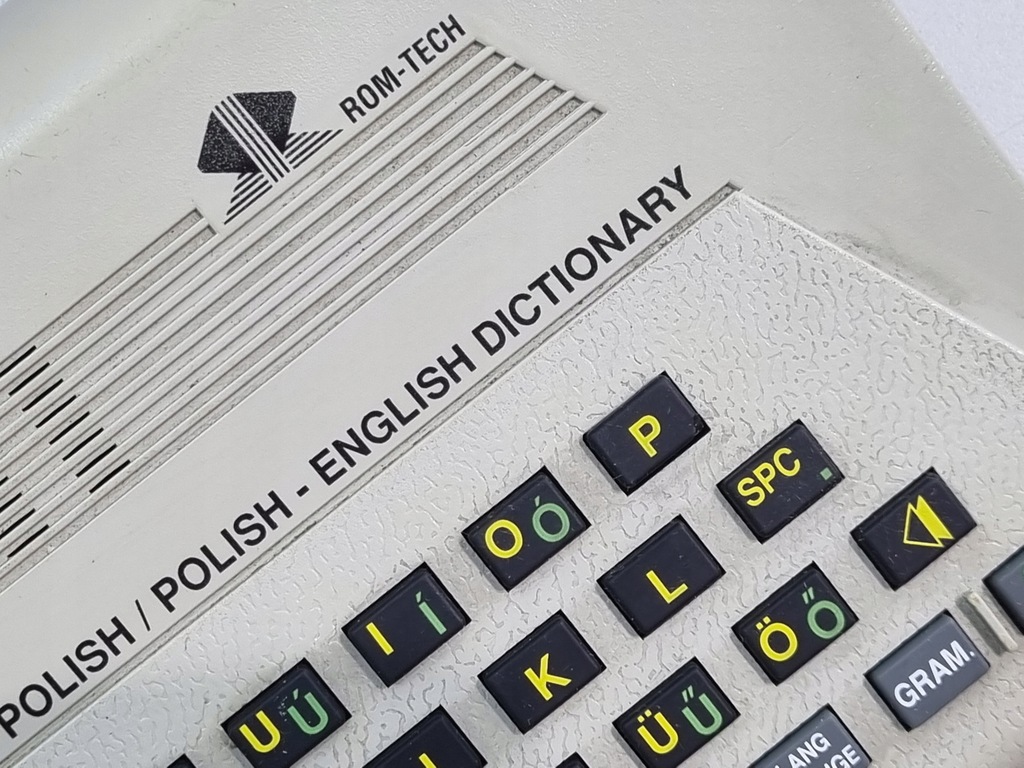 ROM-TECH
POLISH / POLISH - ENGLISH DICTIONARY
U Ú I Í O Ó P
K L SPC .
Ü Ű Ö Ő
GRAM.